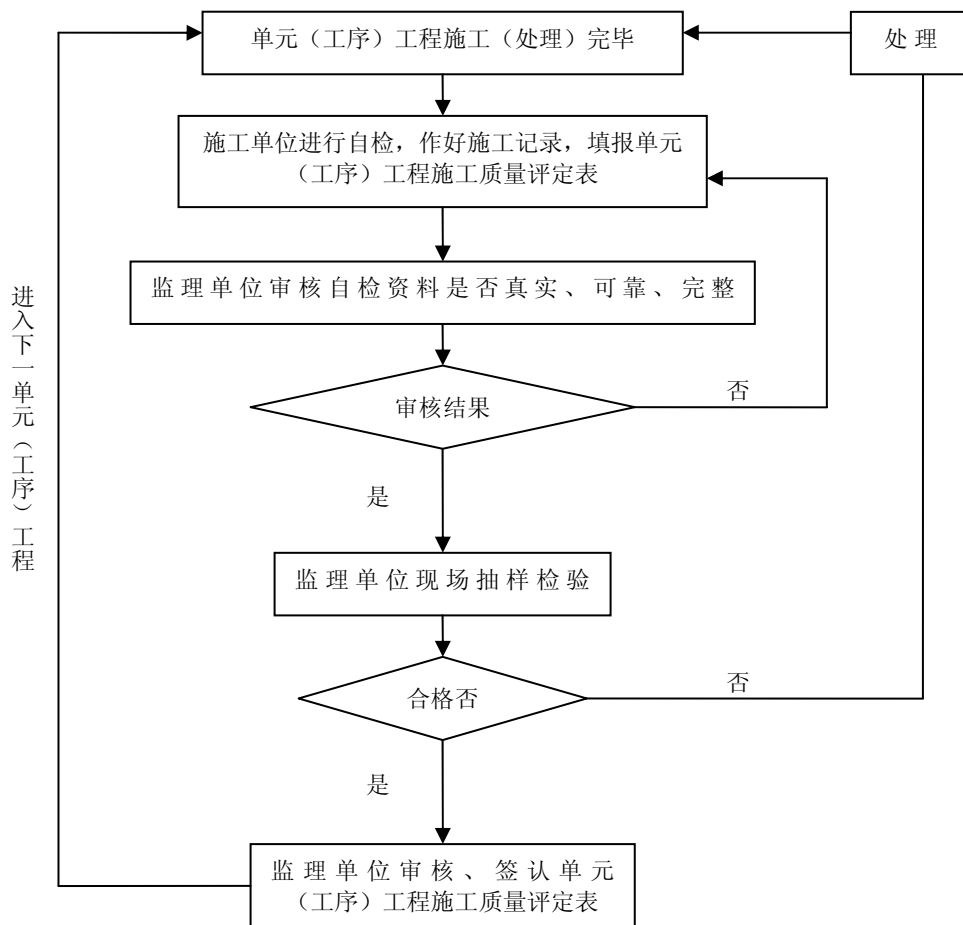 单元（工序）工程施工（处理）完毕
处 理
施工单位进行自检，作好施工记录，填报单元
（工序）工程施工质量评定表
监理单位审核自检资料是否真实、可靠、完整
审核结果
否
是
进入下一单元（工序）工程
监理单位现场抽样检验
合格否
否
是
监理单位审核、签认单元
（工序）工程施工质量评定表